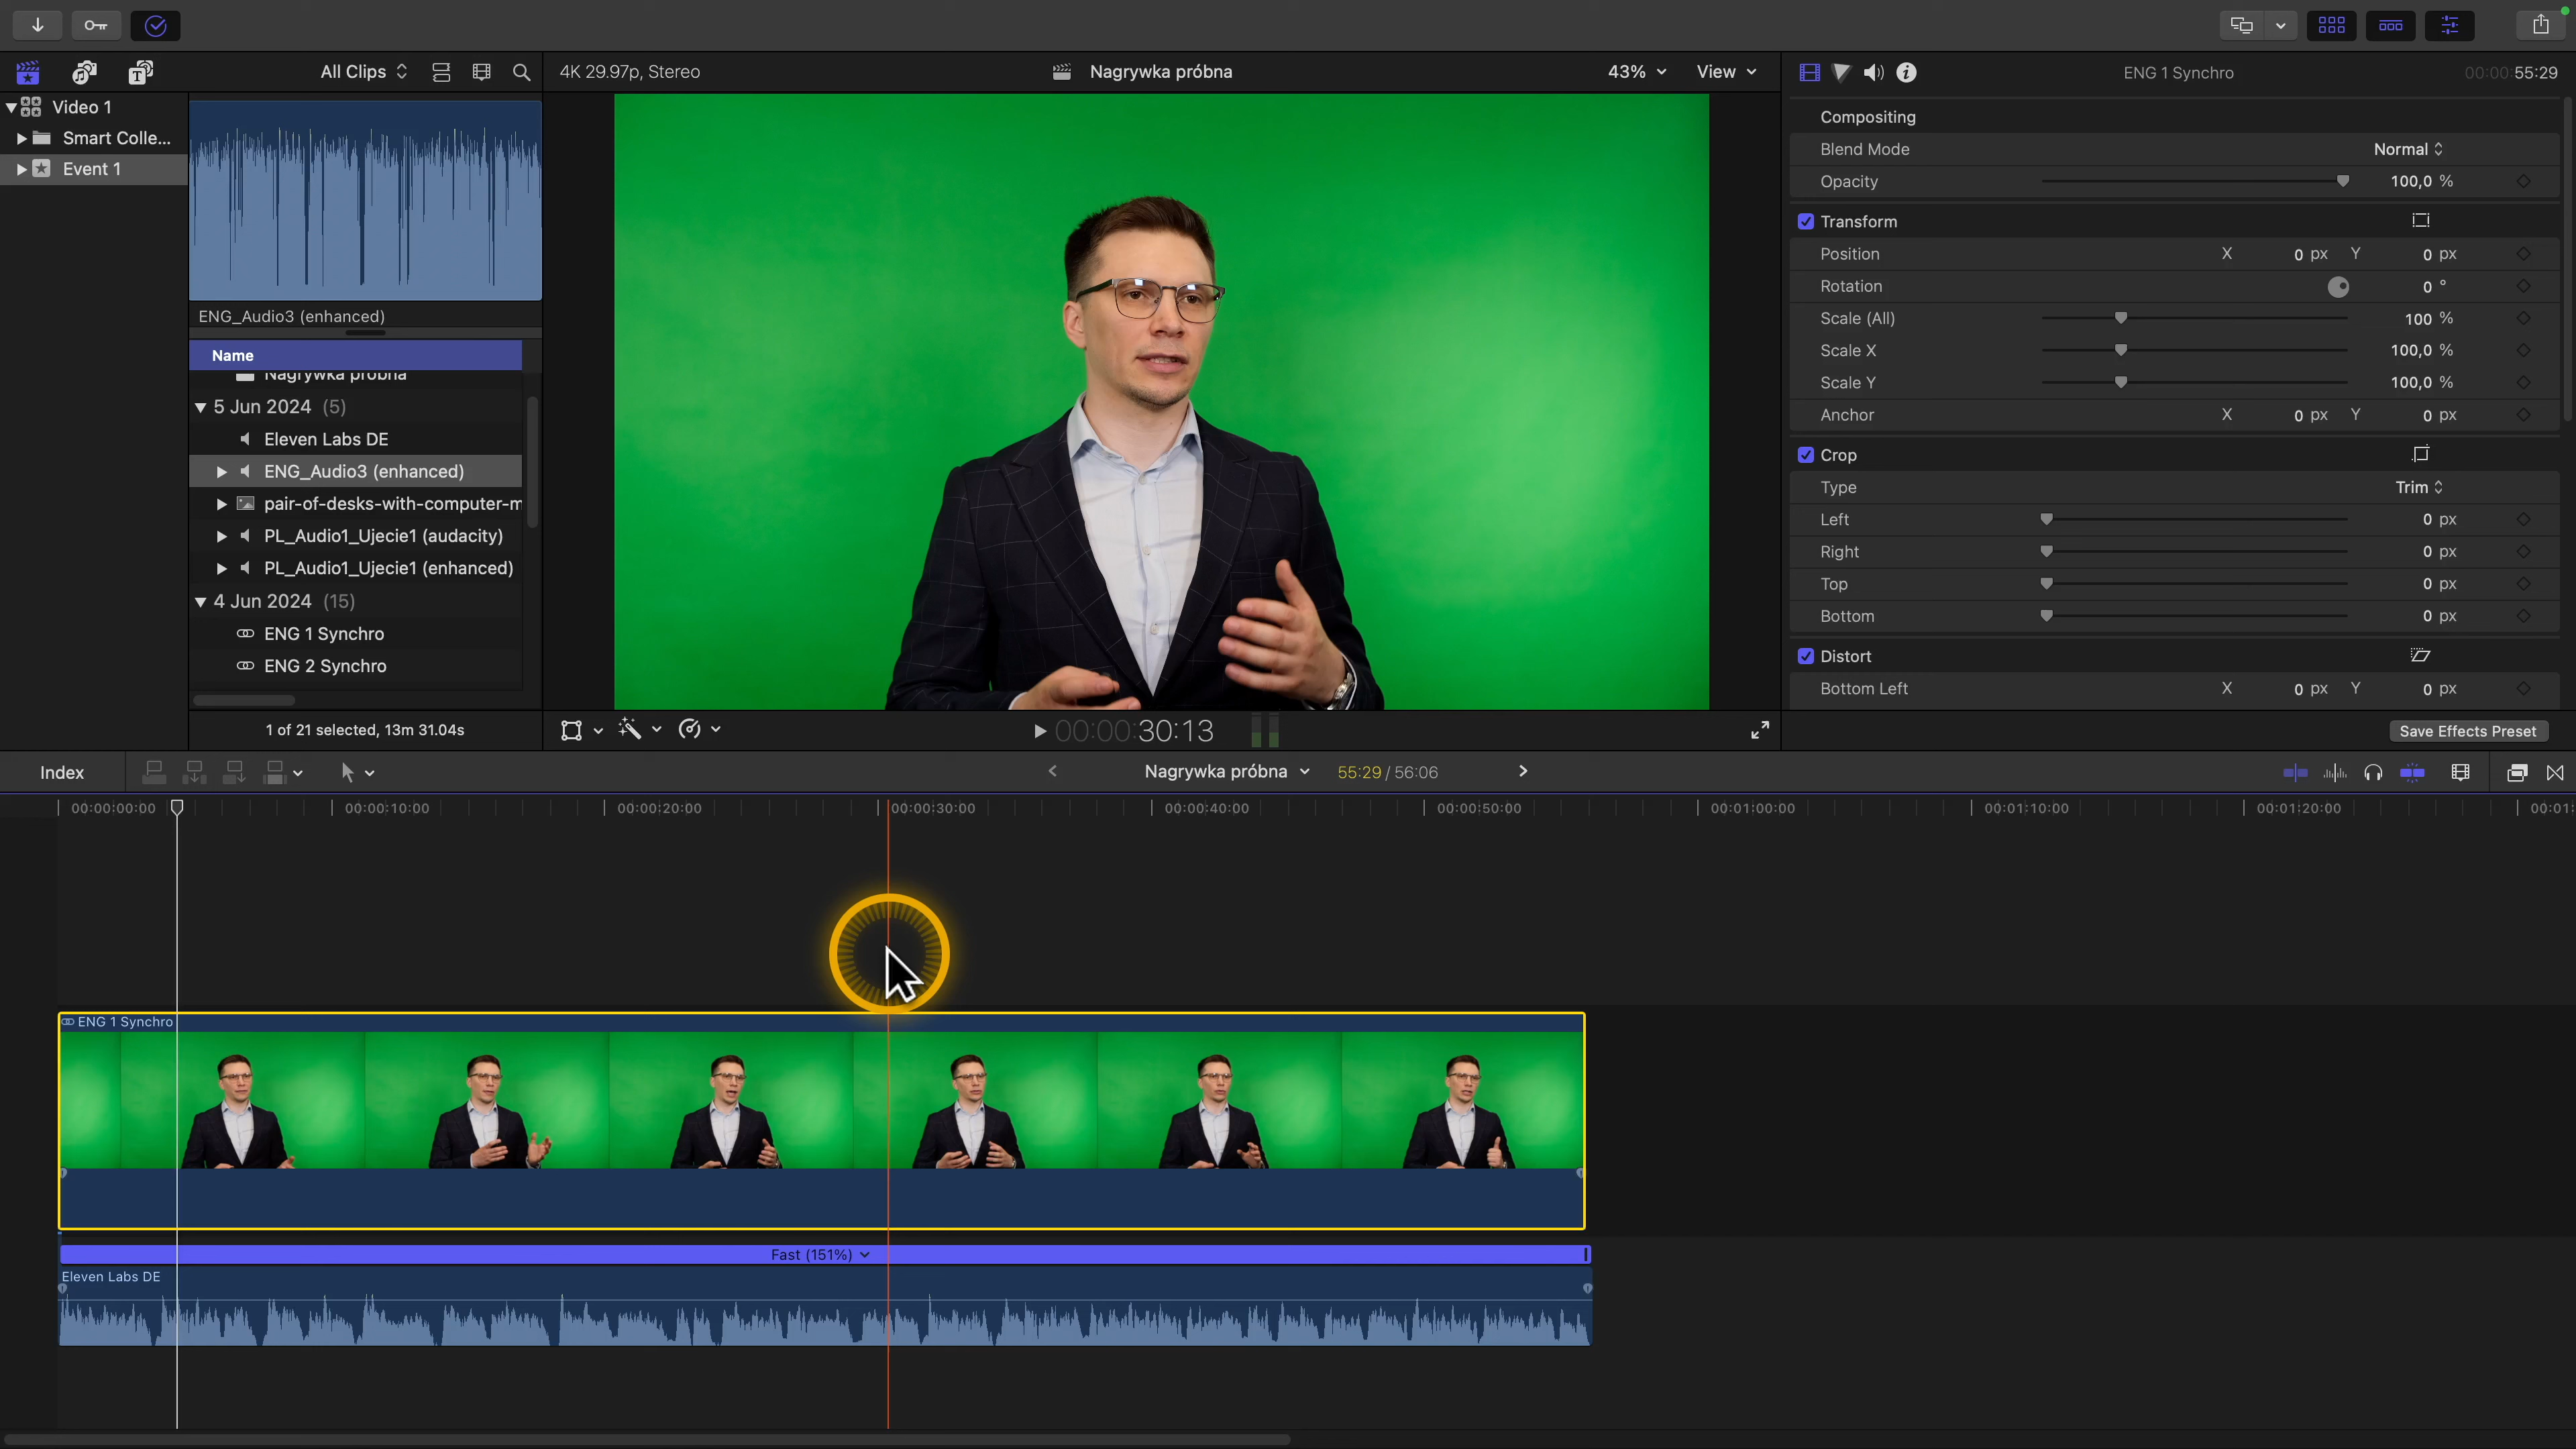 All Clips
4K 29.97p, Stereo
Nagrywka próbna
43%
View
ENG 1 Synchro
00:00:55:29
Video 1
Smart Colle...
Event 1
ENG_Audio3 (enhanced)
Name
Nagrywka próbna
5 Jun 2024 (5)
Eleven Labs DE
ENG_Audio3 (enhanced)
pair-of-desks-with-computer-m
PL_Audio1_Ujecie1 (audacity)
PL_Audio1_Ujecie1 (enhanced)
4 Jun 2024 (15)
ENG 1 Synchro
ENG 2 Synchro
1 of 21 selected, 13m 31.04s
00:00:00:30:13
Compositing
Blend Mode Normal
Opacity 100,0 %
Transform
Position X 0 px Y 0 px
Rotation 0 °
Scale (All) 100 %
Scale X 100,0 %
Scale Y 100,0 %
Anchor X 0 px Y 0 px
Crop
Type Trim
Left 0 px
Right 0 px
Top 0 px
Bottom 0 px
Distort
Bottom Left X 0 px Y 0 px
Save Effects Preset
Index
Nagrywka próbna
55:29 / 56:06
00:00:00:00 00:00:10:00 00:00:20:00 00:00:30:00 00:00:40:00 00:00:50:00 00:01:00:00 00:01:10:00 00:01:20:00 00:01:
ENG 1 Synchro
Fast (151%)
Eleven Labs DE